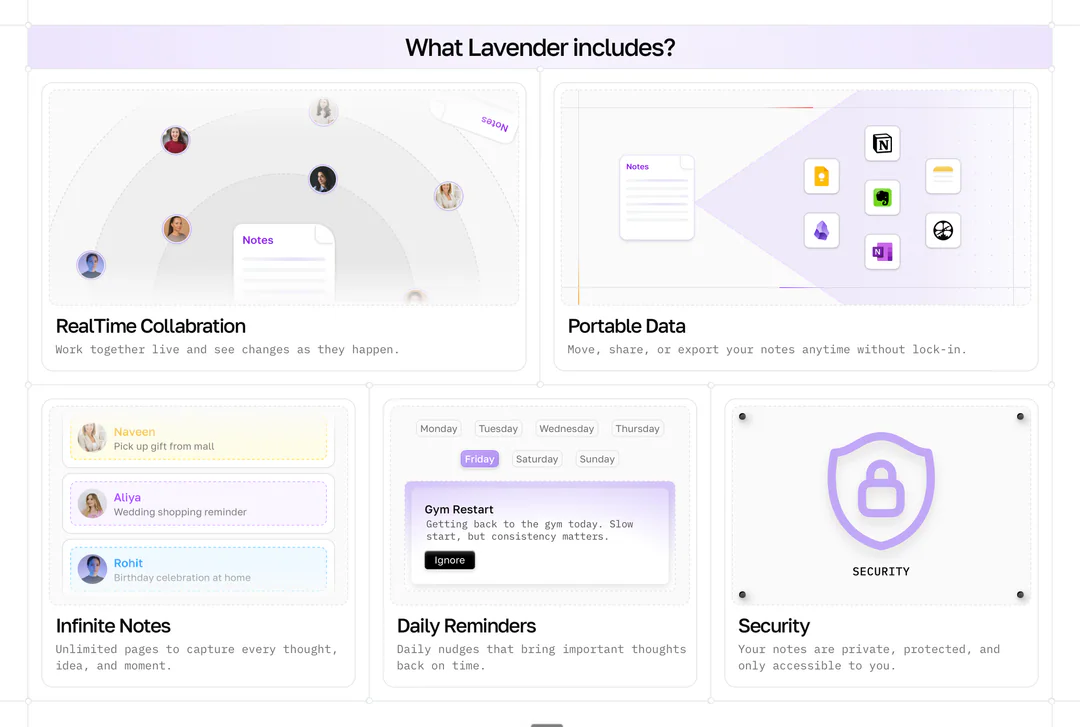 What Lavender includes?
Notes
Notes
RealTime Collabration
Work together live and see changes as they happen.
Notes
N
N
Portable Data
Move, share, or export your notes anytime without lock-in.
Naveen
Pick up gift from mall
Aliya
Wedding shopping reminder
Rohit
Birthday celebration at home
Infinite Notes
Unlimited pages to capture every thought,
idea, and moment.
Monday Tuesday Wednesday Thursday
Friday Saturday Sunday
Gym Restart
Getting back to the gym today. Slow
start, but consistency matters.
Ignore
Daily Reminders
Daily nudges that bring important thoughts
back on time.
SECURITY
Security
Your notes are private, protected, and
only accessible to you.